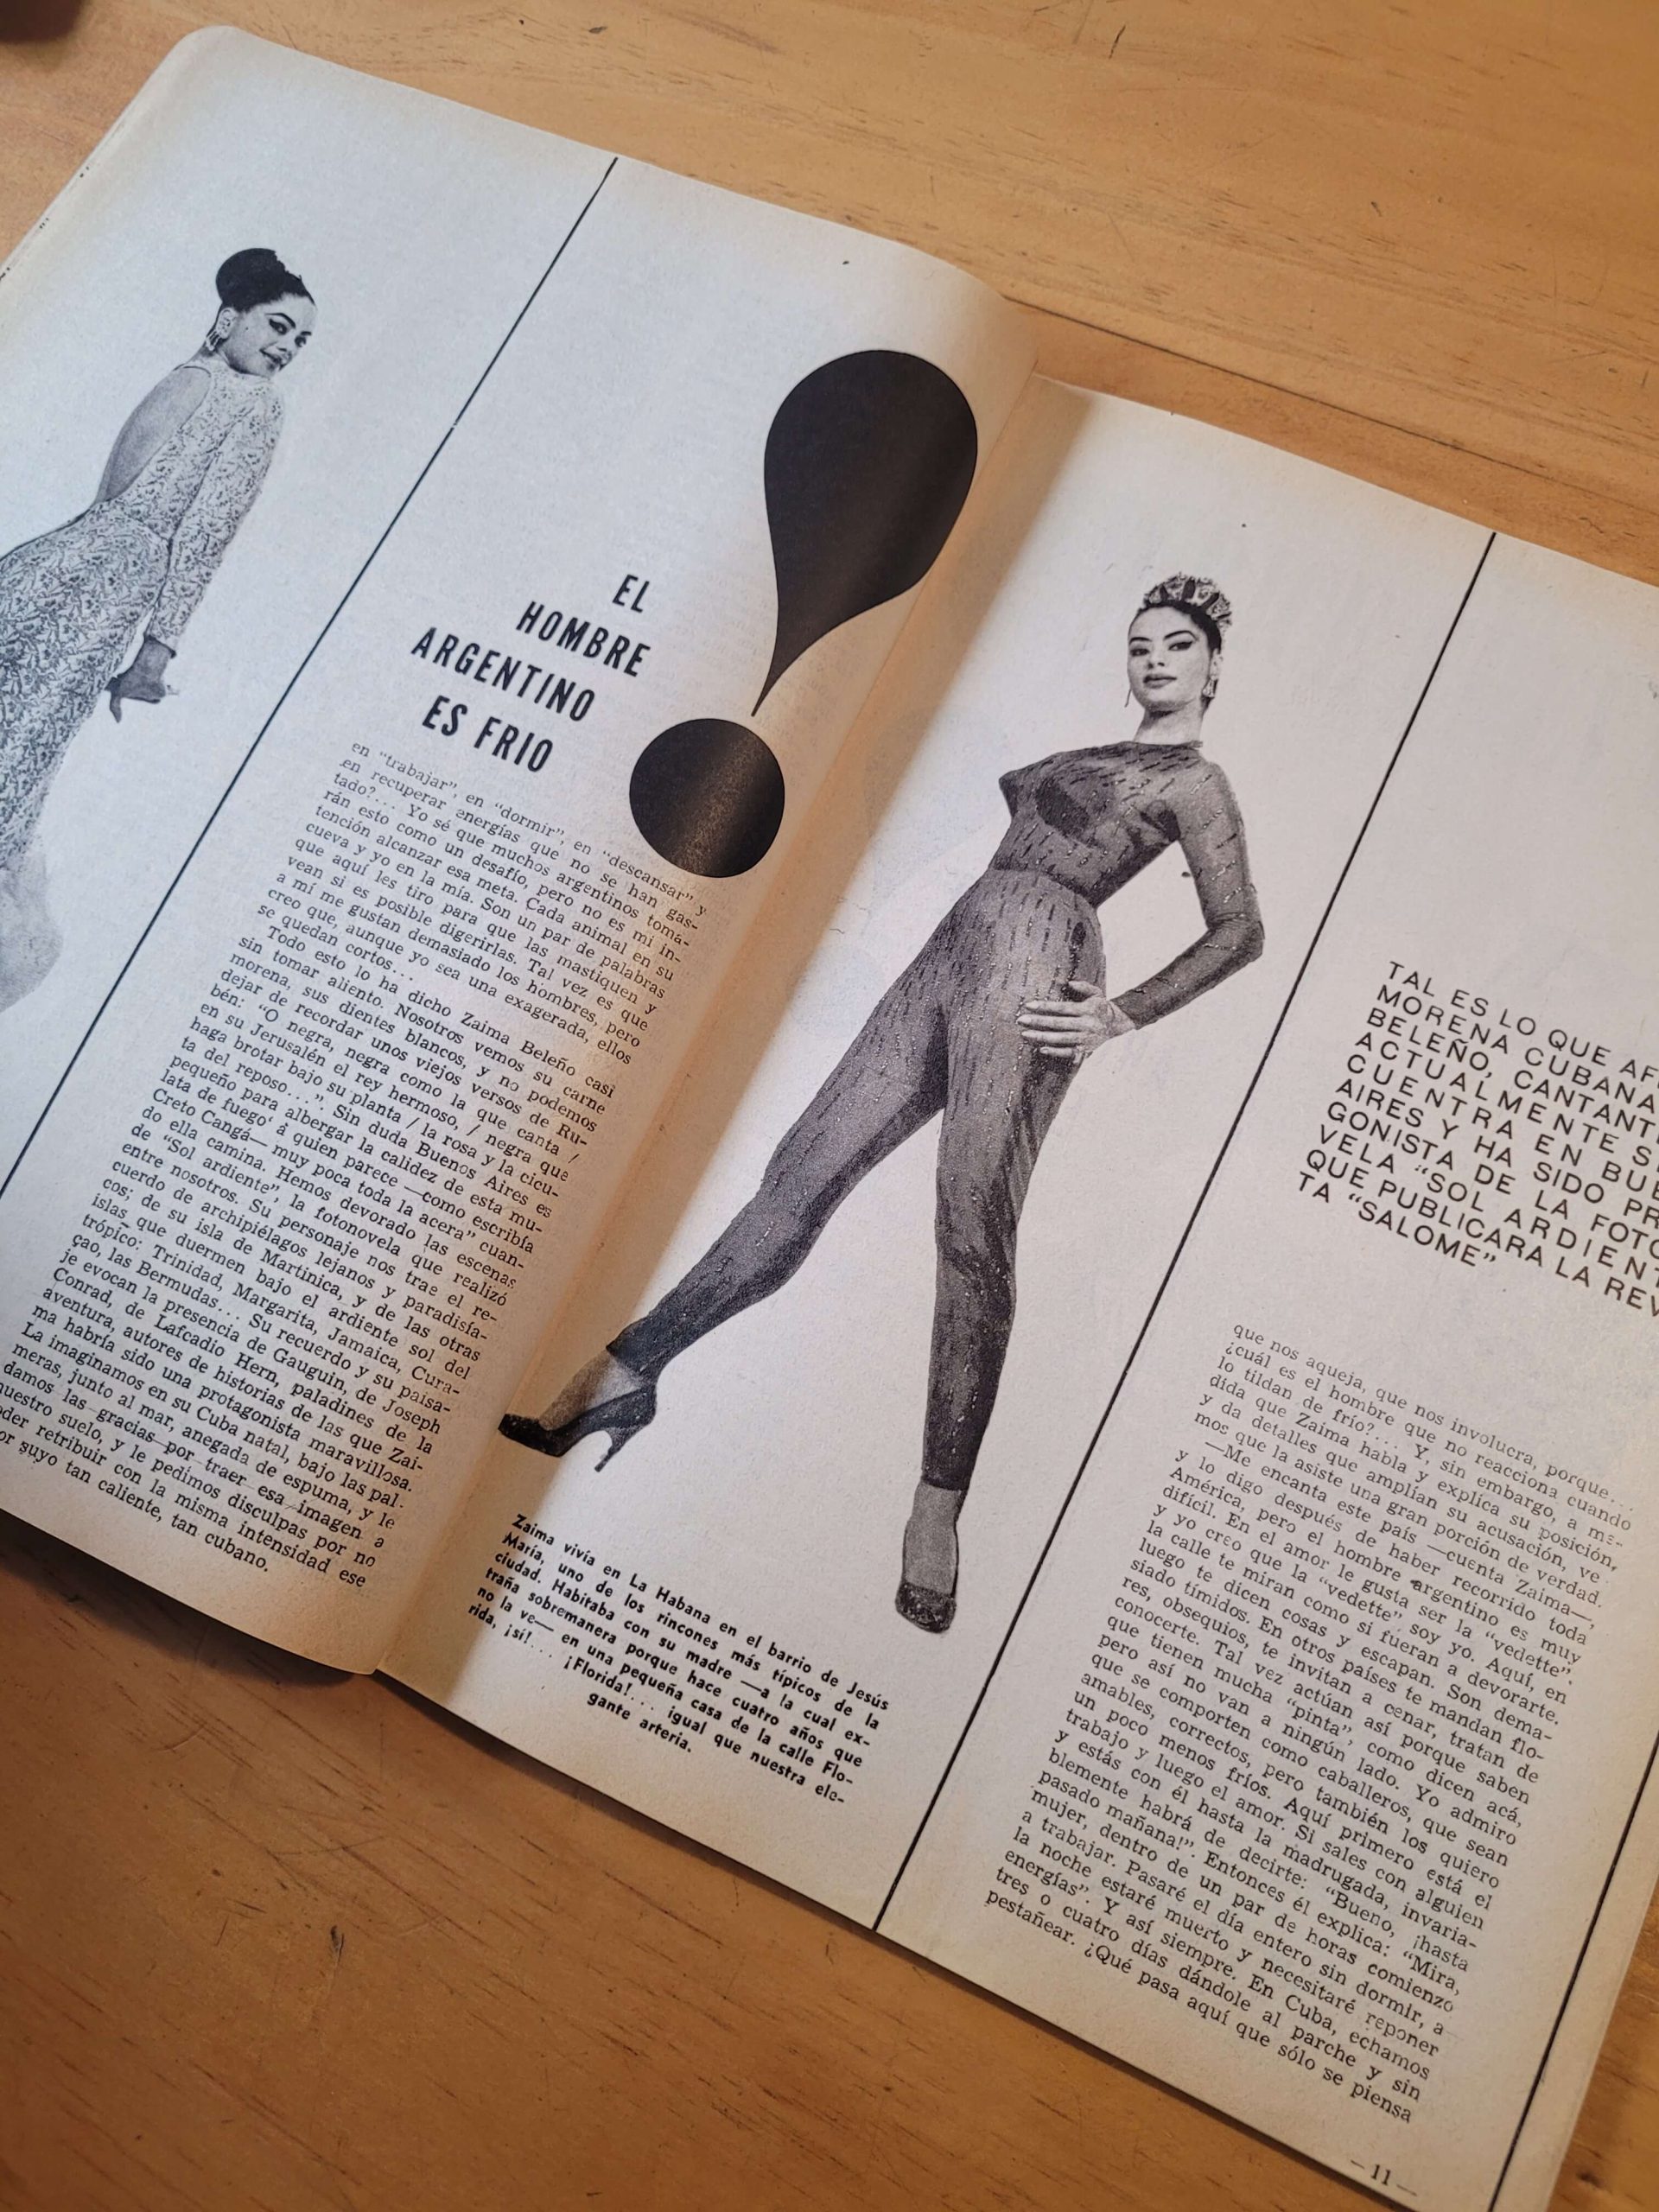 EL
HOMBRE
ARGENTINO
ES FRIO
en "trabajar", en "dormir", en "descansar" y
en recuperar energías que no se han gas-
tado?... Yo sé que muchos argentinos toma-
rán esto como un desafío, pero no es mi in-
tención alcanzar esa meta. Cada animal en su
cueva y yo en la mía. Son un par de palabras
que aquí les tiro para que las mastiquen y
vean si es posible digerirlas. Tal vez es que
a mí me gustan demasiado los hombres, pero
creo que, aunque yo sea una exagerada, ellos
se quedan cortos...
Todo esto lo ha dicho Zaima Beleño casi
sin tomar aliento. Nosotros vemos su carne
morena, sus dientes blancos, y no podemos
dejar de recordar unos viejos versos de Ru-
bén: "O negra, negra como la que canta /
en su Jerusalén el rey hermoso, / negra que
haga brotar bajo su planta / la rosa y la cicu-
ta del reposo...". Sin duda Buenos Aires es
pequeño para albergar la calidez de esta mu-
lata de fuego' a quien parece —como escribía
Creto Cangá— muy poca toda la acera" cuan-
do ella camina. Hemos devorado las escenas
de "Sol ardiente", la fotonovela que realizó
entre nosotros. Su personaje nos trae el re-
cuerdo de archipiélagos lejanos y paradisía-
cos; de su isla de Martinica, y de las otras
islas que duermen bajo el ardiente sol del
trópico: Trinidad, Margarita, Jamaica, Cura-
çao, las Bermudas... Su recuerdo y su paisa-
je evocan la presencia de Gauguin, de Joseph
Conrad, de Lafcadio Hern, paladines de la
aventura, autores de historias de las que Zai-
ma habría sido una protagonista maravillosa.
La imaginamos en su Cuba natal, bajo las pal-
meras, junto al mar, anegada de espuma, y le
damos las gracias por traer esa imagen a
nuestro suelo, y le pedimos disculpas por no
oder retribuir con la misma intensidad ese
or suyo tan caliente, tan cubano.
Zaima vivía en La Habana en el barrio de Jesús
María, uno de los rincones más típicos de la
ciudad. Habitaba con su madre —a la cual ex-
traña sobremanera porque hace cuatro años que
no la ve— en una pequeña casa de la calle Flo-
rida, ¡sí!... ¡Florida!... igual que nuestra ele-
gante arteria.
TAL ES LO QUE AF
MORENA CUBANA
BELEÑO, CANTANT
ACTUALMENTE S
CUENTRA EN BUE
AIRES Y HA SIDO PR
GONISTA DE LA FOTO
VELA "SOL ARDIENT
QUE PUBLICARA LA REV
TA "SALOME"
que nos aqueja, que nos involucra, porque...
¿cuál es el hombre que no reacciona cuando
lo tildan de frío?... Y, sin embargo, a me-
dida que Zaima habla y explica su posición,
y da detalles que amplían su acusación, ve-
mos que la asiste una gran porción de verdad.
—Me encanta este país —cuenta Zaima—,
y lo digo después de haber recorrido toda
América, pero el hombre argentino es muy
difícil. En el amor le gusta ser la "vedette",
y yo creo que la "vedette" soy yo. Aquí, en
la calle te miran como si fueran a devorarte.
luego te dicen cosas y escapan. Son dema-
siado tímidos. En otros países te mandan flo-
res, obsequios, te invitan a cenar, tratan de
conocerte. Tal vez actúan así porque saben
que tienen mucha "pinta", como dicen acá,
pero así no van a ningún lado. Yo admiro
que se comporten como caballeros, que sean
amables, correctos, pero también los quiero
un poco menos fríos. Aquí primero está el
trabajo y luego el amor. Si sales con alguien
y estás con él hasta la madrugada, invaria-
blemente habrá de decirte: "Bueno, ¡hasta
pasado mañana!". Entonces él explica: "Mira,
mujer, dentro de un par de horas comienzo
a trabajar. Pasaré el día entero sin dormir, a
la noche estaré muerto y necesitaré reponer
energías". Y así siempre. En Cuba, echamos
tres o cuatro días dándole al parche y sin
pestañear. ¿Qué pasa aquí que sólo se piensa
— 11 —